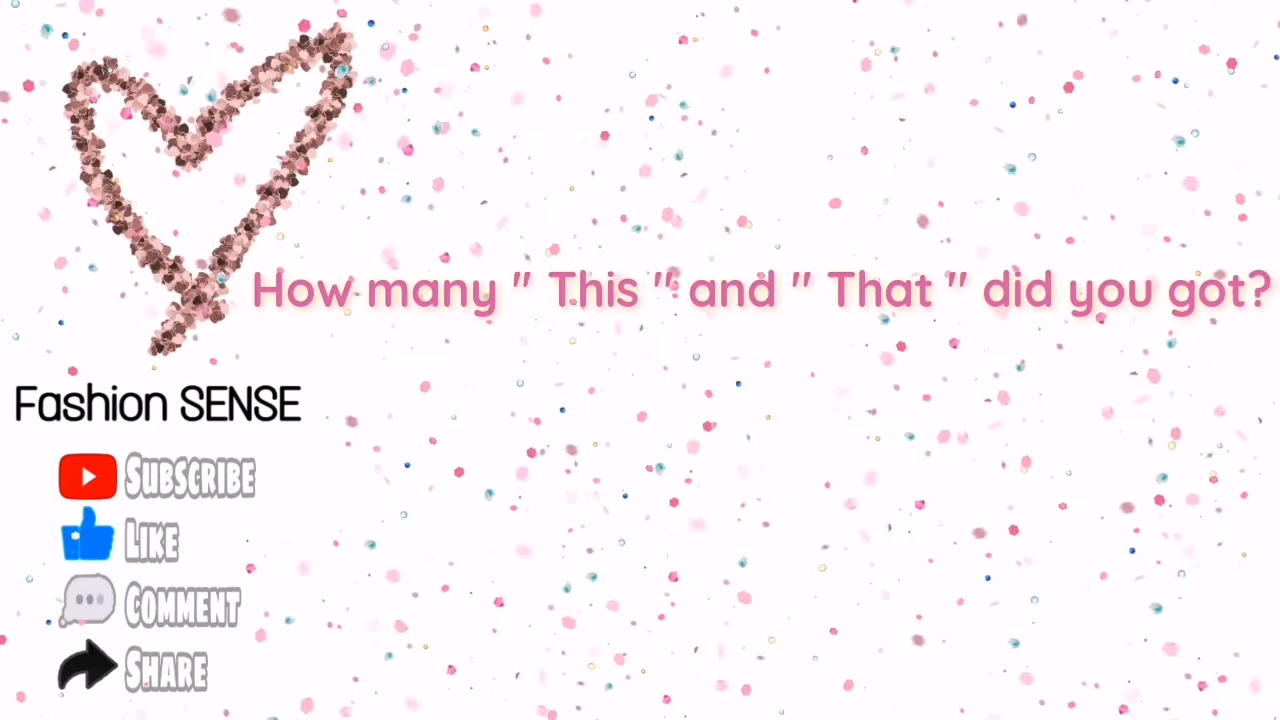 How many " This " and " That " did you got?
Fashion SENSE
SUBSCRIBE
LIKE
COMMENT
SHARE